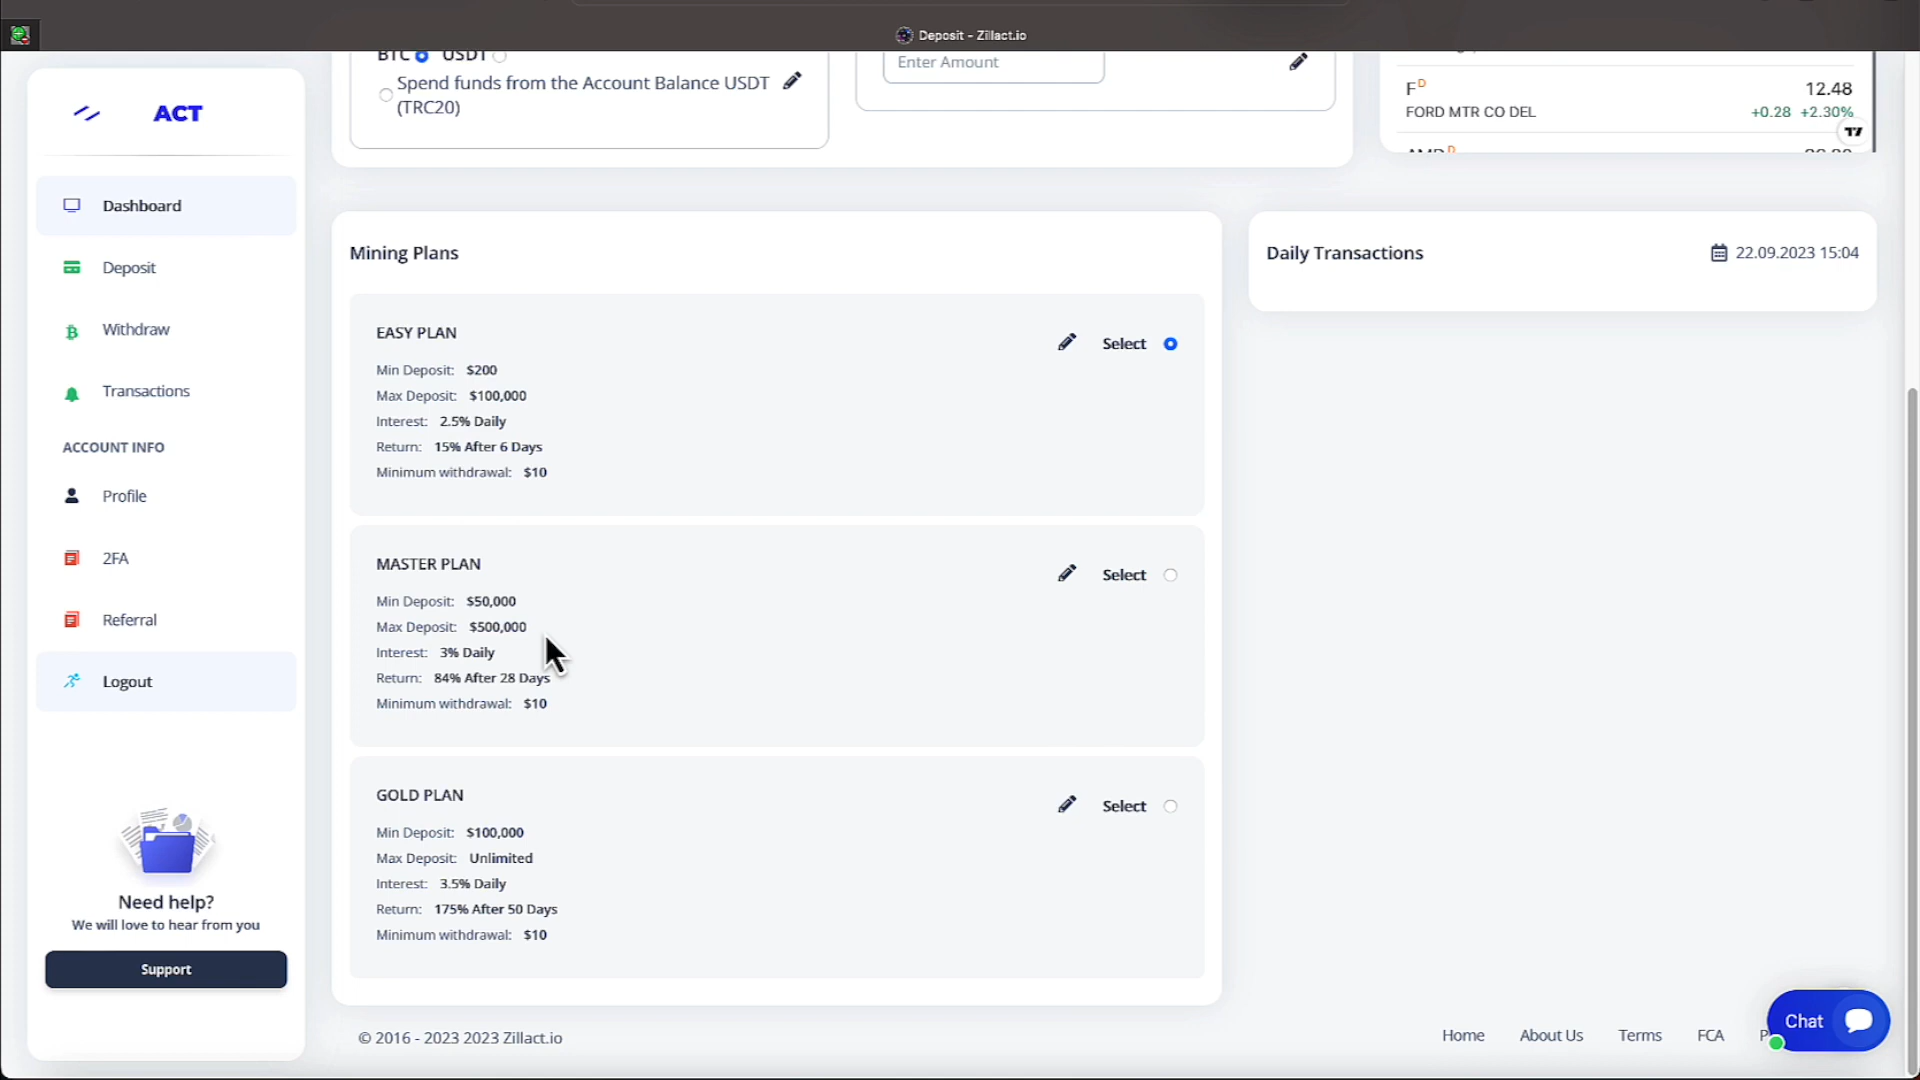 Deposit - Zillact.io
BTC USDT
Spend funds from the Account Balance USDT
(TRC20)
Enter Amount
F D
12.48
FORD MTR CO DEL
+0.28 +2.30%
ACT
Dashboard
Deposit
Withdraw
Transactions
ACCOUNT INFO
Profile
2FA
Referral
Logout
Need help?
We will love to hear from you
Support
Mining Plans
EASY PLAN
Select
Min Deposit: $200
Max Deposit: $100,000
Interest: 2.5% Daily
Return: 15% After 6 Days
Minimum withdrawal: $10
MASTER PLAN
Select
Min Deposit: $50,000
Max Deposit: $500,000
Interest: 3% Daily
Return: 84% After 28 Days
Minimum withdrawal: $10
GOLD PLAN
Select
Min Deposit: $100,000
Max Deposit: Unlimited
Interest: 3.5% Daily
Return: 175% After 50 Days
Minimum withdrawal: $10
Daily Transactions
22.09.2023 15:04
© 2016 - 2023 2023 Zillact.io
Home About Us Terms FCA
Chat